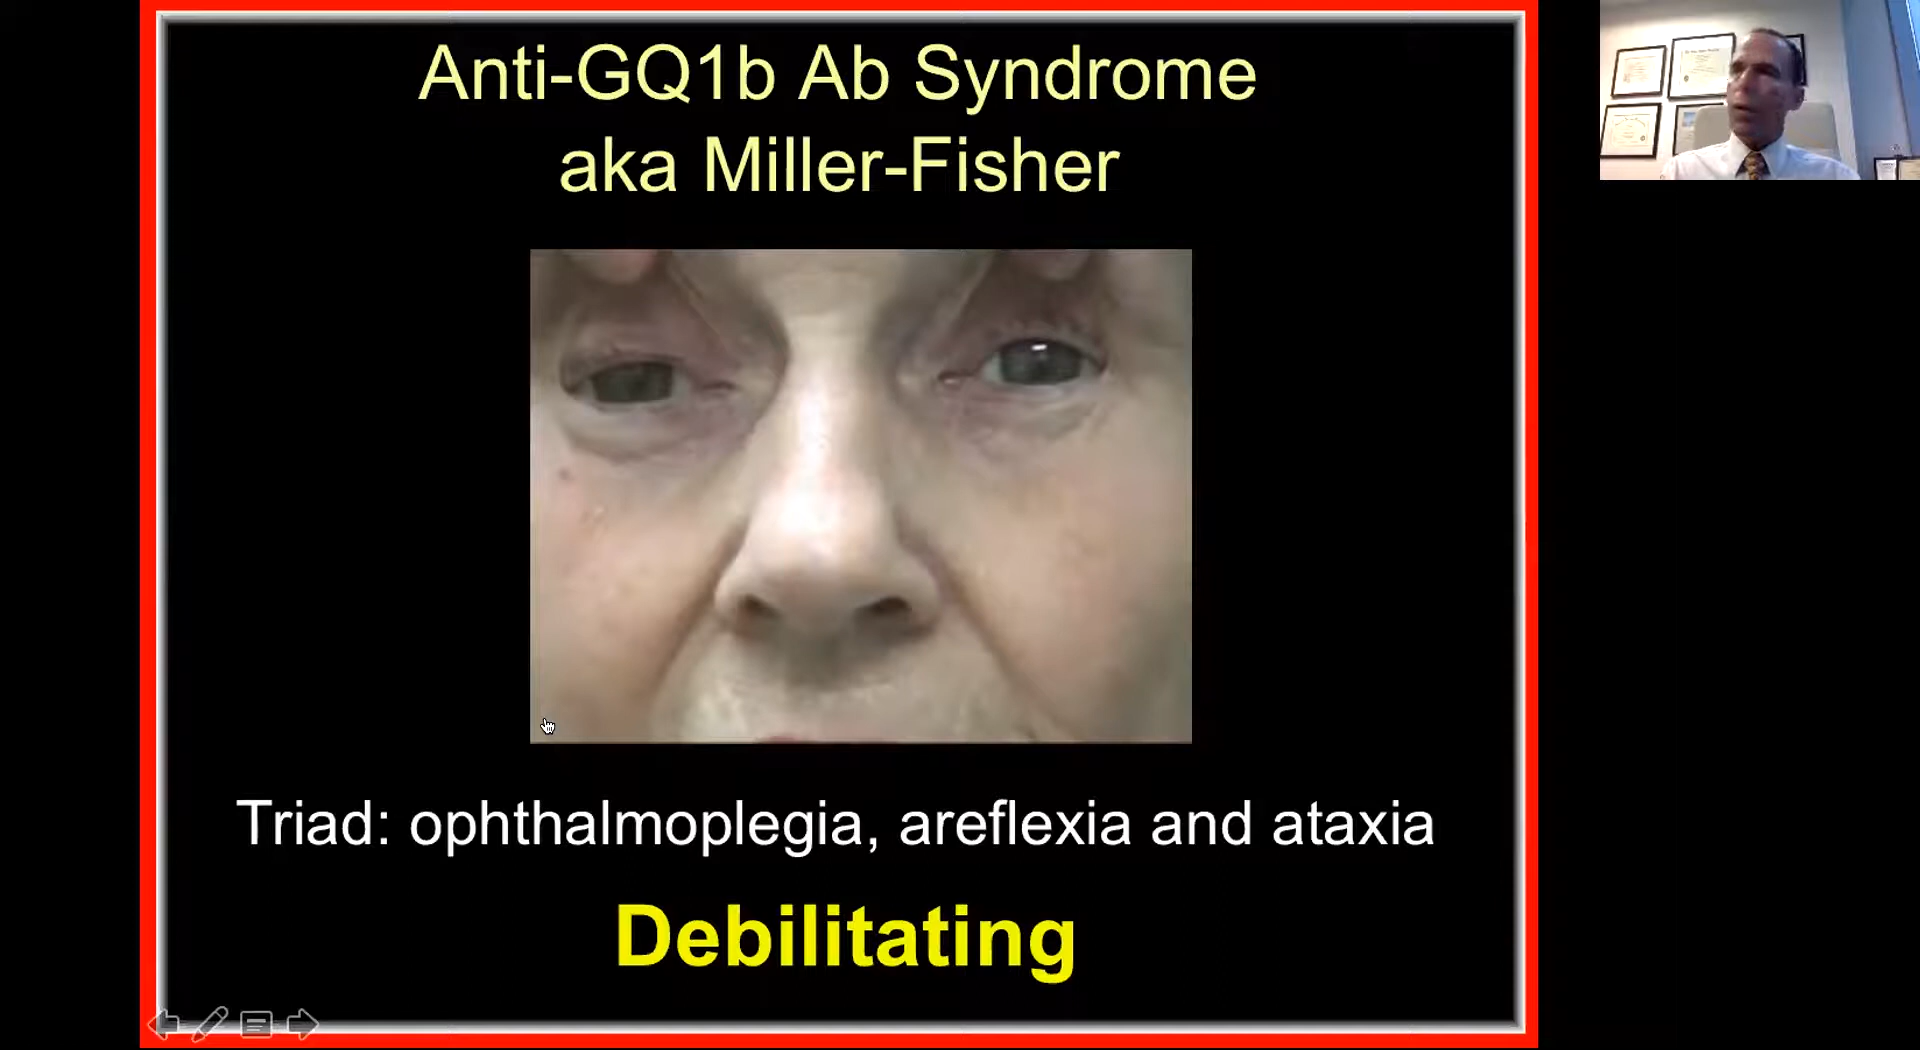 Anti-GQ1b Ab Syndrome
aka Miller-Fisher
Triad: ophthalmoplegia, areflexia and ataxia
Debilitating